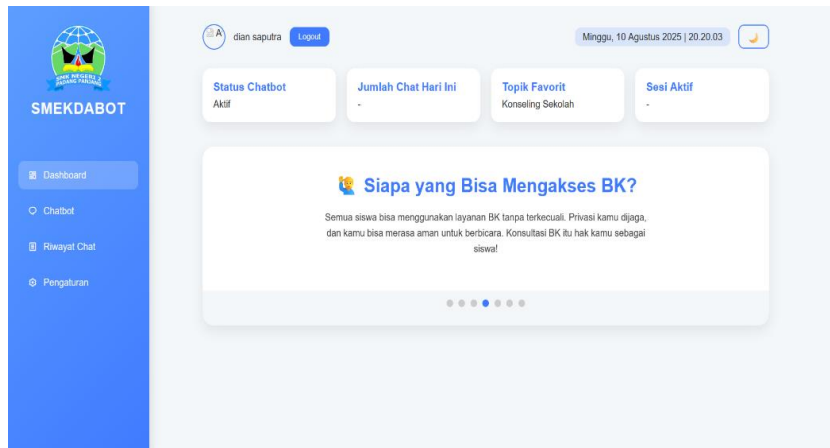 SMK NEGERI 2
PADANG PANJANG
SMEKDABOT
Dashboard
Chatbot
Riwayat Chat
Pengaturan
A
dian saputra
Logout
Minggu, 10 Agustus 2025 | 20.20.03
Status Chatbot
Aktif
Jumlah Chat Hari Ini
-
Topik Favorit
Konseling Sekolah
Sesi Aktif
-
Siapa yang Bisa Mengakses BK?
Semua siswa bisa menggunakan layanan BK tanpa terkecuali. Privasi kamu dijaga,
dan kamu bisa merasa aman untuk berbicara. Konsultasi BK itu hak kamu sebagai
siswa!